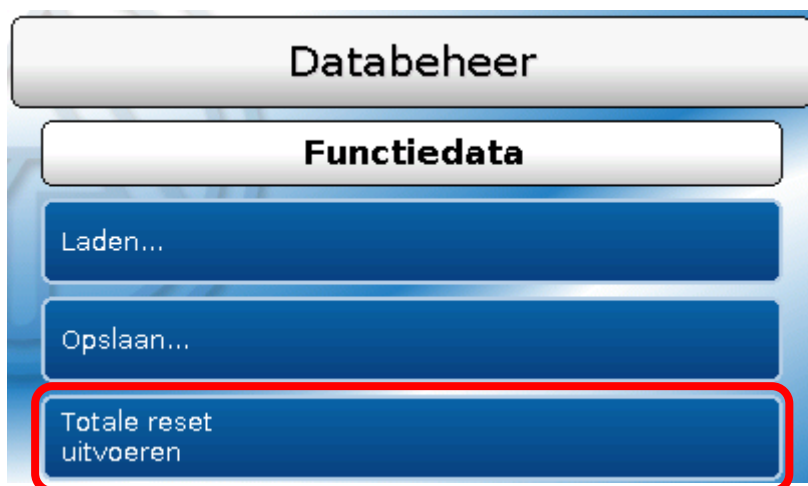 Databeheer
Functiedata
Laden...
Opslaan...
Totale reset
uitvoeren